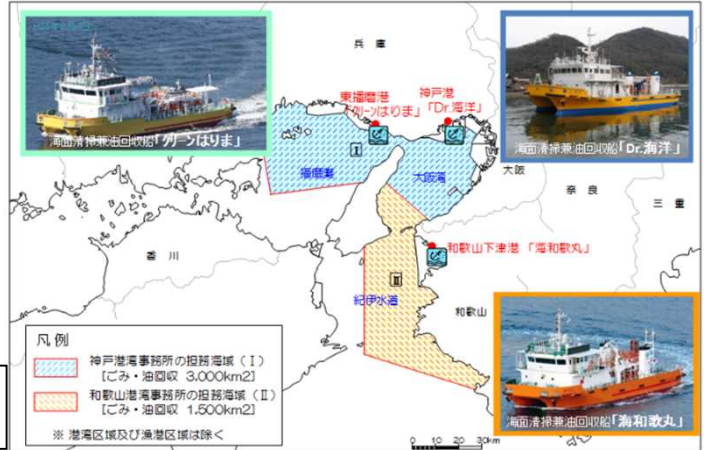 海面清掃兼油回収船「グリーンはりま」
海面清掃兼油回収船「Dr.海洋」
兵庫
東播磨港
「グリーンはりま」
神戸港
「Dr.海洋」
Ⅰ
播磨灘
大阪湾
大阪
奈良
三重
香川
和歌山下津港 「海和歌丸」
Ⅱ
紀伊水道
和歌山
凡例
神戸港湾事務所の担務海域(Ⅰ)
[ごみ・油回収 3,000km2]
和歌山港湾事務所の担務海域(Ⅱ)
[ごみ・油回収 1,500km2]
※ 港湾区域及び漁港区域は除く
海面清掃兼油回収船「海和歌丸」
0 10 20 30km